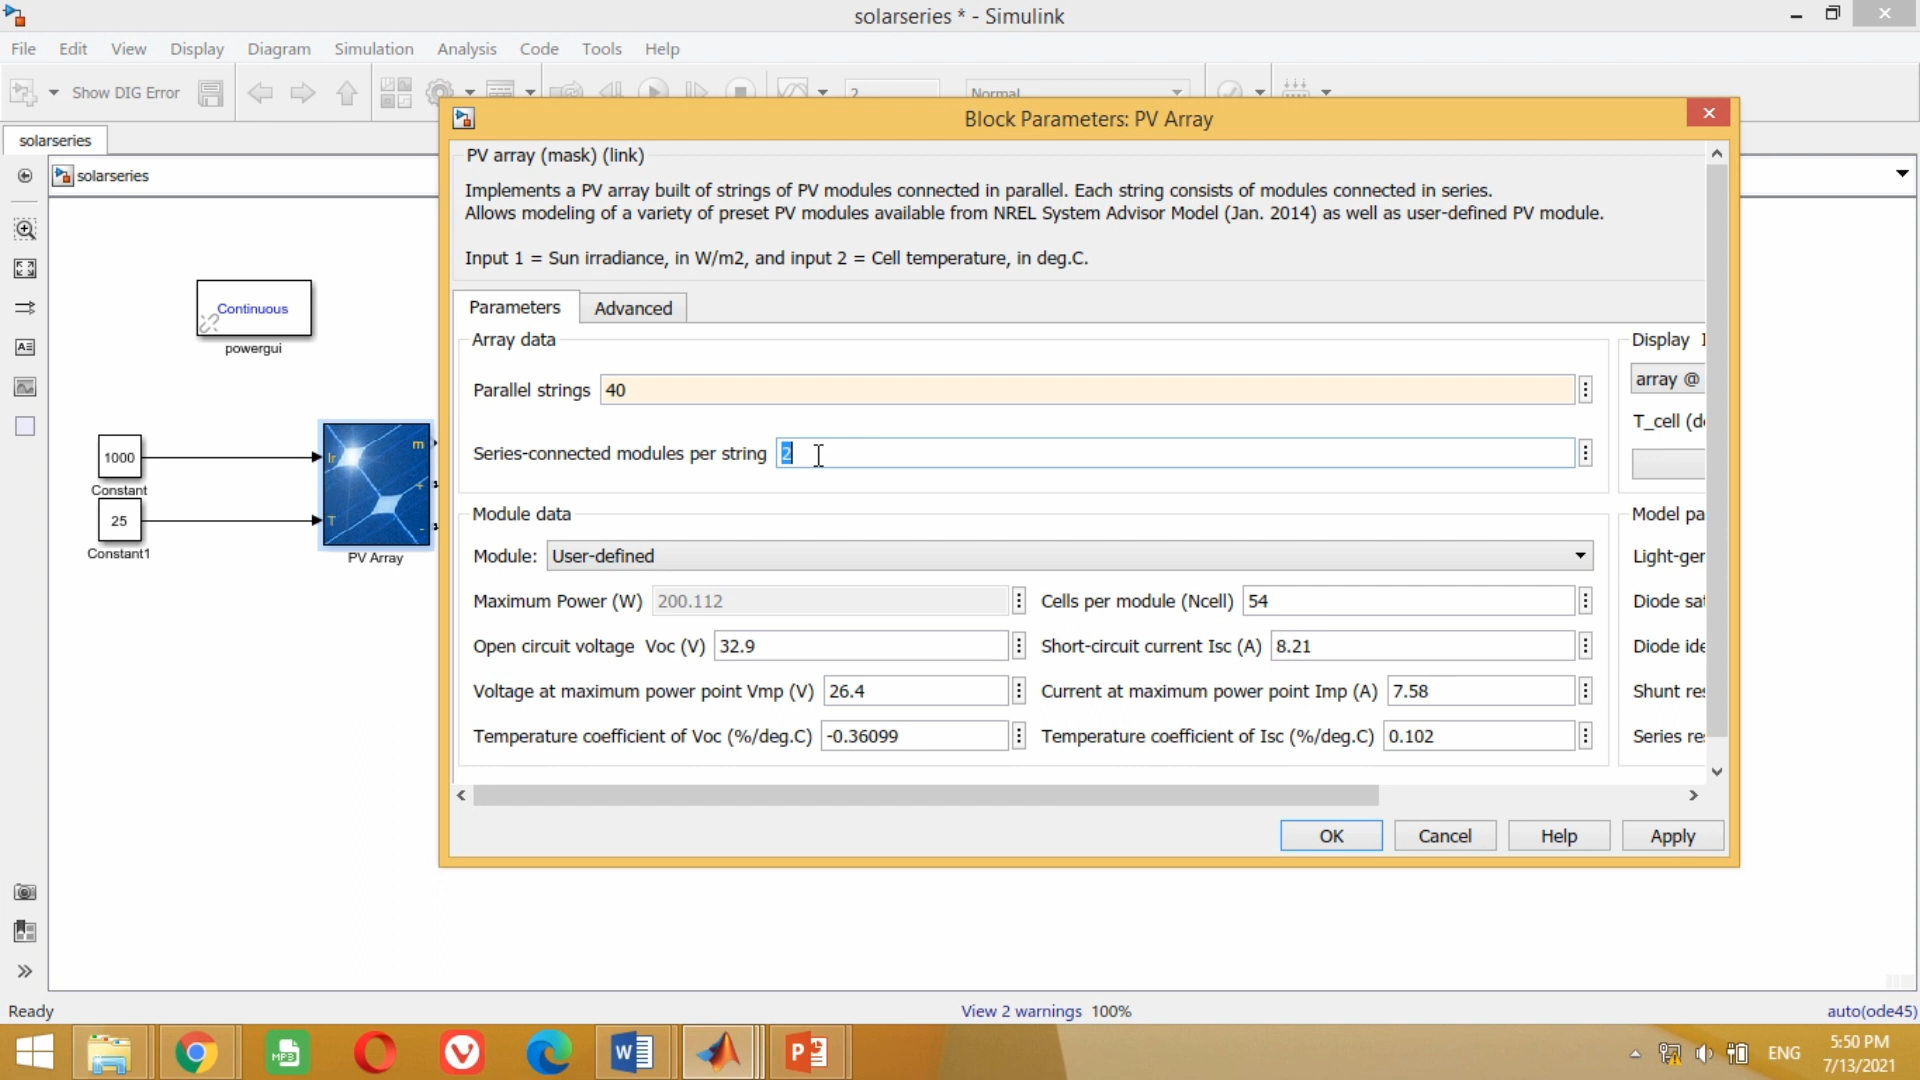 solarseries * - Simulink
File Edit View Display Diagram Simulation Analysis Code Tools Help
Show DIG Error
2
Normal
solarseries
solarseries
Continuous
powergui
1000
Constant
25
Constant1
Ir
T
m
+
-
PV Array
Block Parameters: PV Array
PV array (mask) (link)
Implements a PV array built of strings of PV modules connected in parallel. Each string consists of modules connected in series.
Allows modeling of a variety of preset PV modules available from NREL System Advisor Model (Jan. 2014) as well as user-defined PV module.
Input 1 = Sun irradiance, in W/m2, and input 2 = Cell temperature, in deg.C.
Parameters Advanced
Array data
Display
Parallel strings 40
array @
T_cell (d
Series-connected modules per string 2
Module data
Model pa
Module: User-defined
Light-ger
Maximum Power (W) 200.112 Cells per module (Ncell) 54
Diode sat
Open circuit voltage Voc (V) 32.9 Short-circuit current Isc (A) 8.21
Diode ide
Voltage at maximum power point Vmp (V) 26.4 Current at maximum power point Imp (A) 7.58
Shunt res
Temperature coefficient of Voc (%/deg.C) -0.36099 Temperature coefficient of Isc (%/deg.C) 0.102
Series re
OK Cancel Help Apply
Ready
View 2 warnings 100%
auto(ode45)
MP3
ENG
5:50 PM
7/13/2021